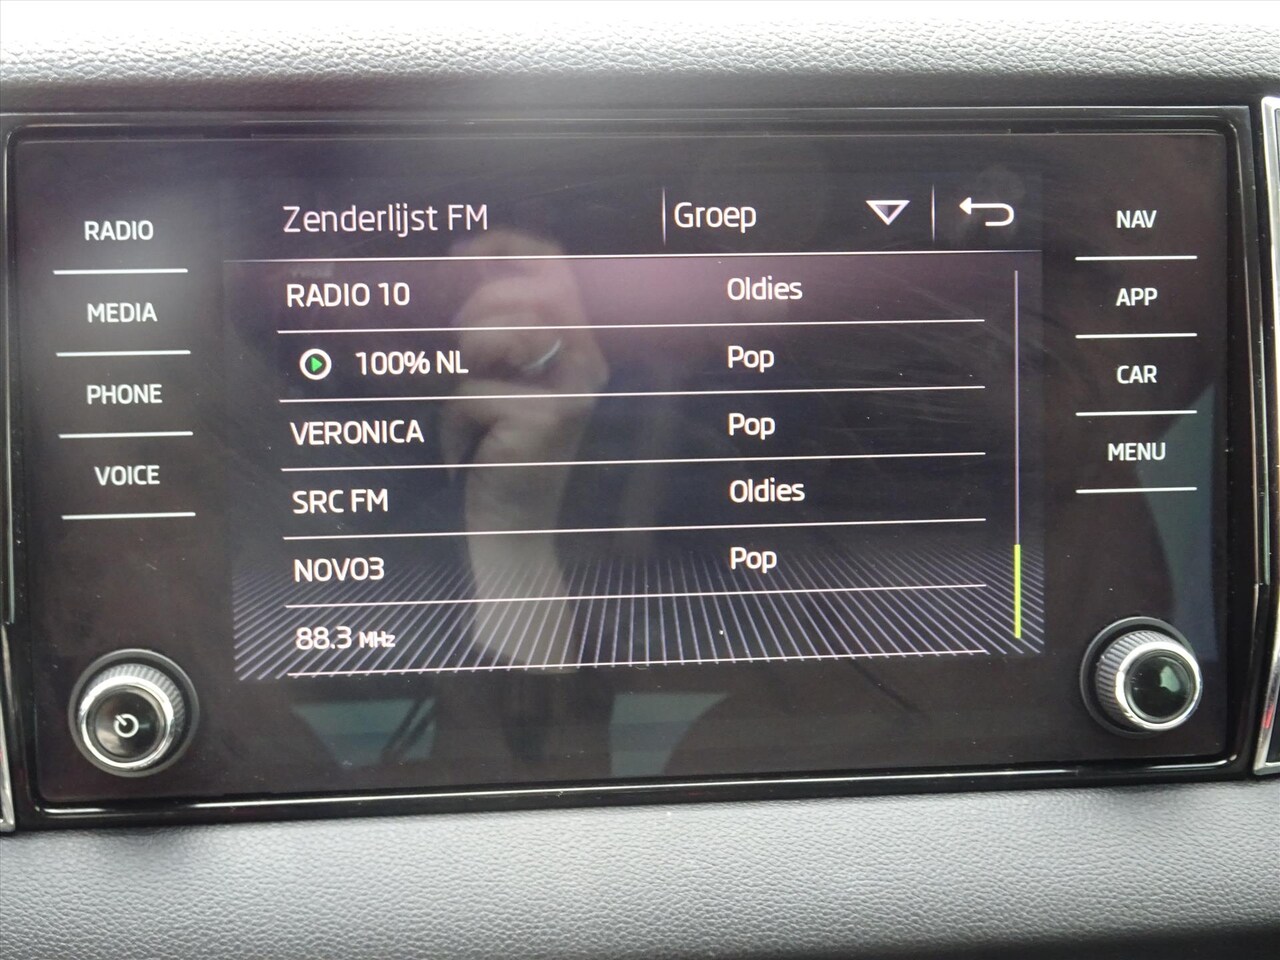 RADIO
MEDIA
PHONE
VOICE
Zenderlijst FM
Groep
RADIO 10 Oldies
100% NL Pop
VERONICA Pop
SRC FM Oldies
NOVO3 Pop
88.3 MHz
NAV
APP
CAR
MENU